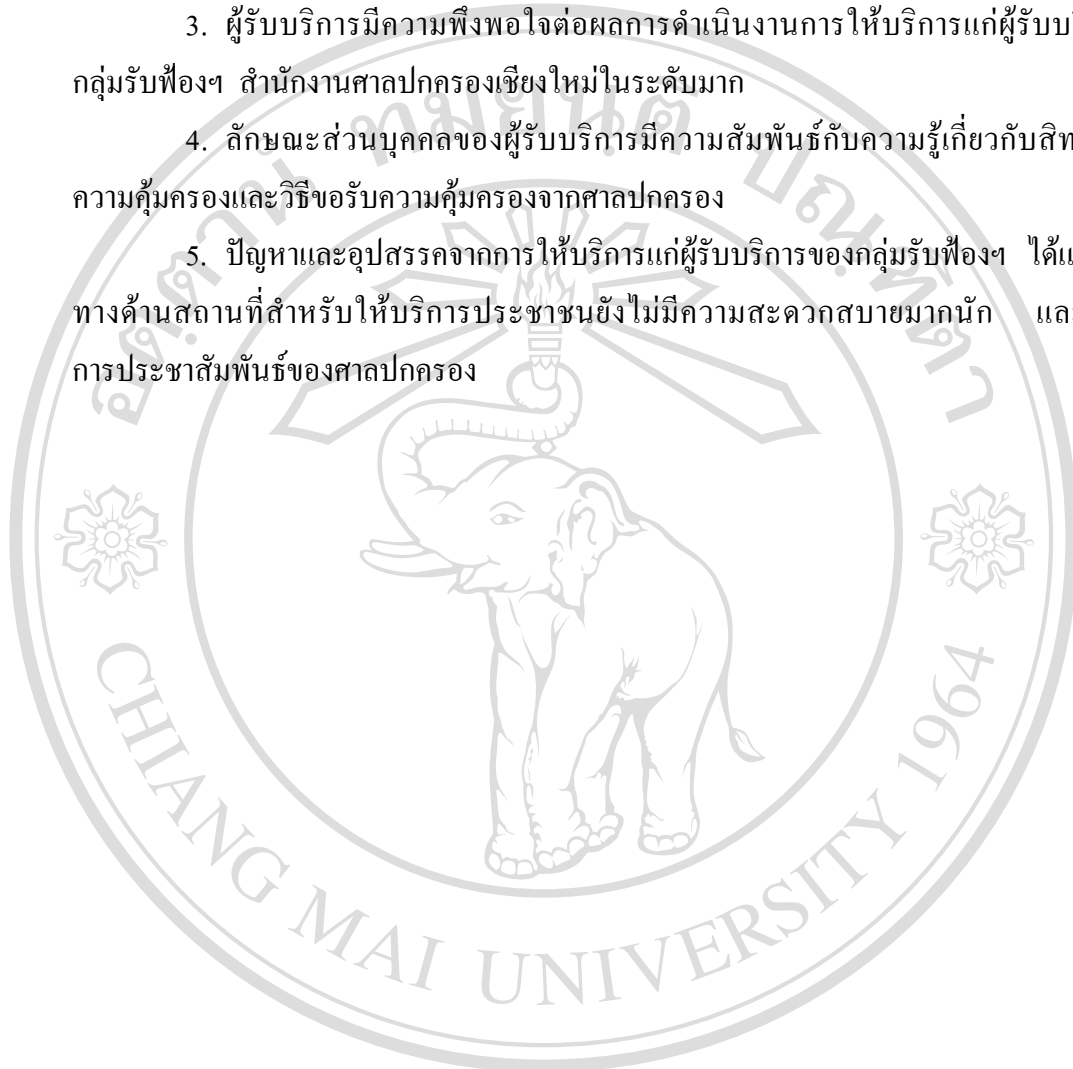 3. ผู้รับบริการมีความพึงพอใจต่อผลการดำเนินงานการให้บริการแก่ผู้รับบ
กลุ่มรับฟ้องฯ สำนักงานศาลปกครองเชียงใหม่ในระดับมาก
4. ลักษณะส่วนบุคคลของผู้รับบริการมีความสัมพันธ์กับความรู้เกี่ยวกับสิท
ความคุ้มครองและวิธีขอรับความคุ้มครองจากศาลปกครอง
5. ปัญหาและอุปสรรคจากการให้บริการแก่ผู้รับบริการของกลุ่มรับฟ้องฯ ได้แ
ทางด้านสถานที่สำหรับให้บริการประชาชนยังไม่มีความสะดวกสบายมากนัก และ
การประชาสัมพันธ์ของศาลปกครอง
อตฺตานํ ทมยนฺติ ปณฺฑิตา
CHIANG MAI UNIVERSITY 1964